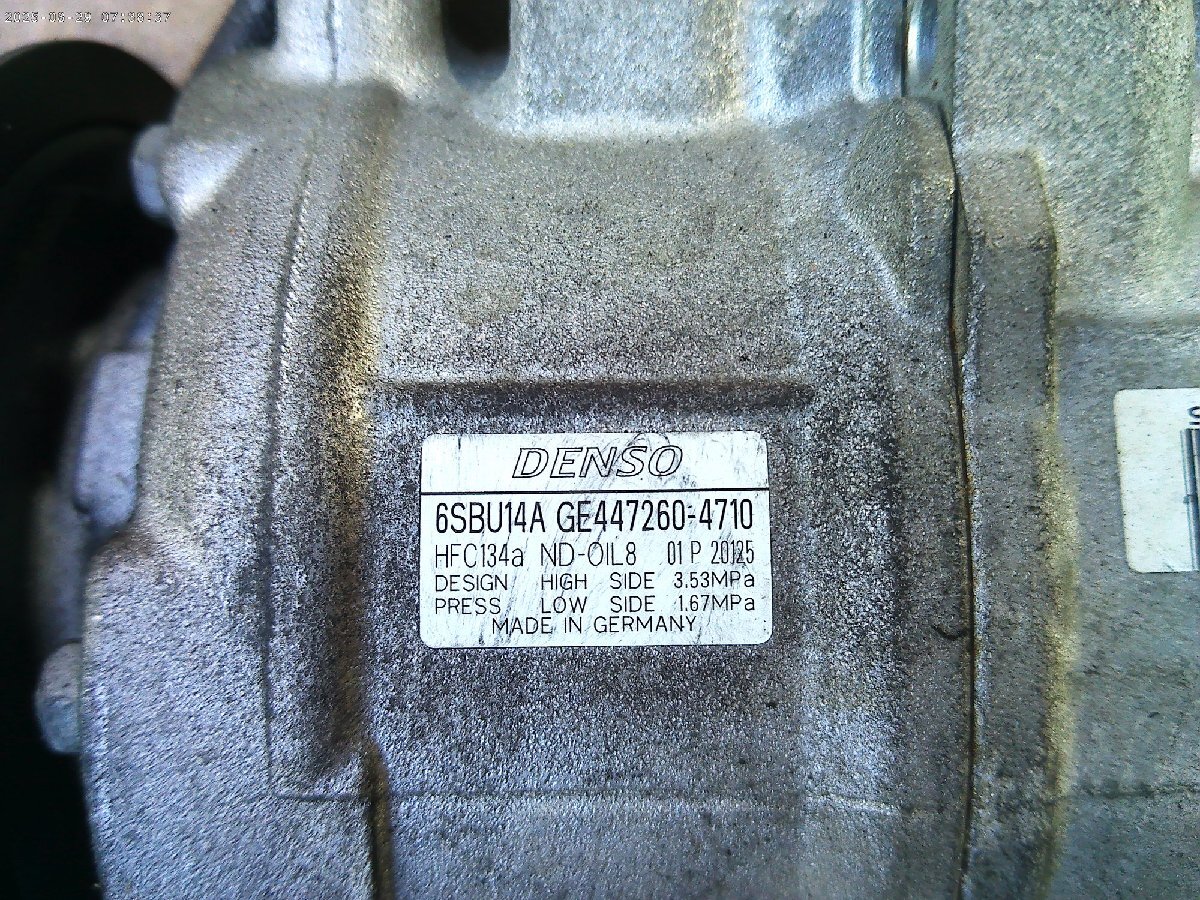 DENSO
6SBU14A GE447260-4710
HFC134a ND-OIL8 01 P 20125
DESIGN HIGH SIDE 3.53MPa
PRESS LOW SIDE 1.67MPa
MADE IN GERMANY